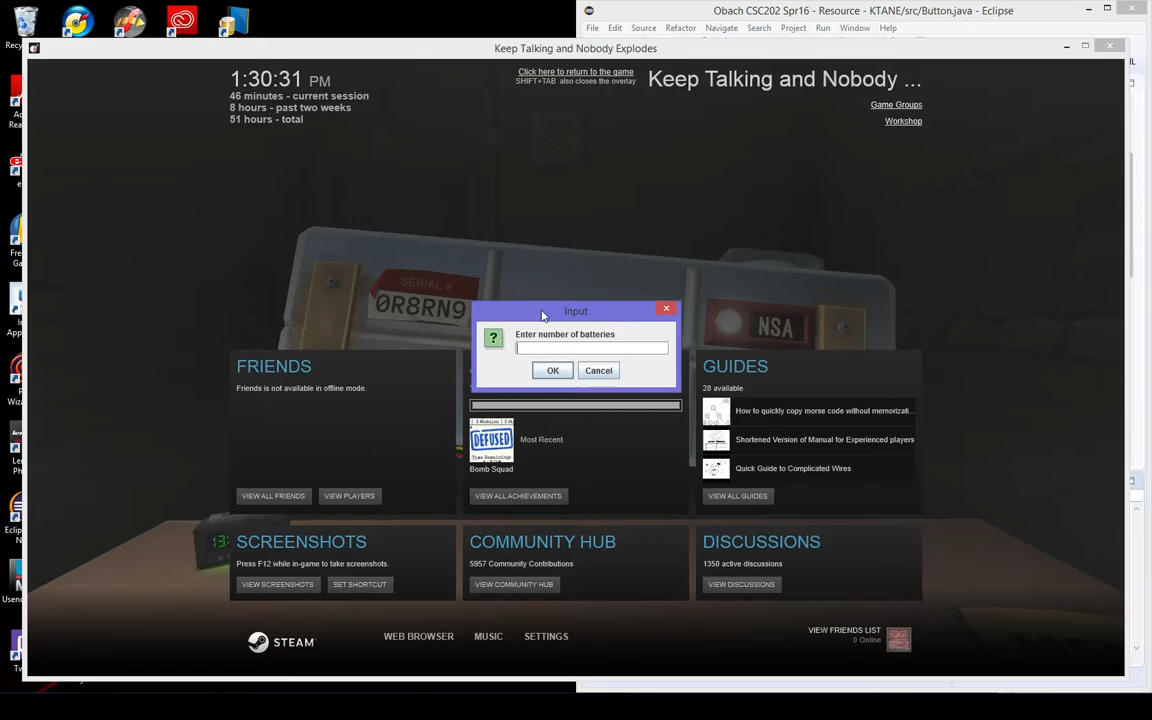 Obach CSC202 Spr16 - Resource - KTANE/src/Button.java - Eclipse
File Edit Source Refactor Navigate Search Project Run Window Help
Keep Talking and Nobody Explodes
1:30:31 PM
46 minutes - current session
8 hours - past two weeks
51 hours - total
Click here to return to the game
SHIFT+TAB also closes the overlay
Keep Talking and Nobody ...
Game Groups
Workshop
SERIAL #
0R8RN9
NSA
Input
Enter number of batteries
OK Cancel
FRIENDS
Friends is not available in offline mode.
VIEW ALL FRIENDS VIEW PLAYERS
DEFUSED
Most Recent
Bomb Squad
VIEW ALL ACHIEVEMENTS
GUIDES
28 available
How to quickly copy morse code without memorizati...
Shortened Version of Manual for Experienced players
Quick Guide to Complicated Wires
VIEW ALL GUIDES
SCREENSHOTS
Press F12 while in-game to take screenshots.
VIEW SCREENSHOTS SET SHORTCUT
COMMUNITY HUB
5957 Community Contributions
VIEW COMMUNITY HUB
DISCUSSIONS
1350 active discussions
VIEW DISCUSSIONS
STEAM
WEB BROWSER MUSIC SETTINGS
VIEW FRIENDS LIST
0 Online